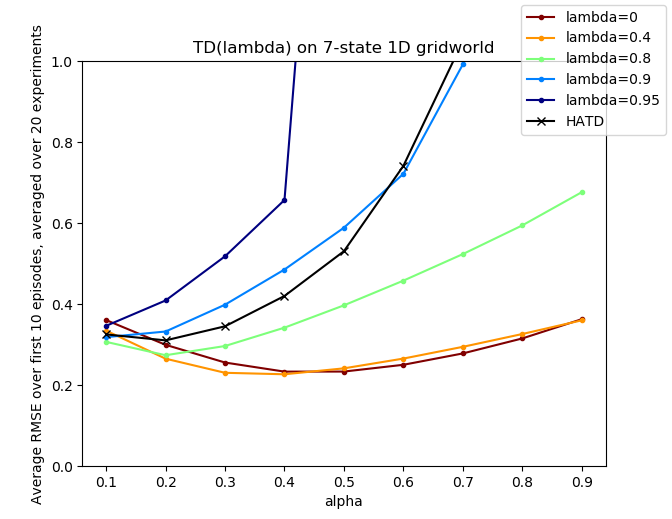 TD(lambda) on 7-state 1D gridworld
lambda=0
lambda=0.4
lambda=0.8
lambda=0.9
lambda=0.95
HATD
Average RMSE over first 10 episodes, averaged over 20 experiments
1.0
0.8
0.6
0.4
0.2
0.0
0.1 0.2 0.3 0.4 0.5 0.6 0.7 0.8 0.9
alpha